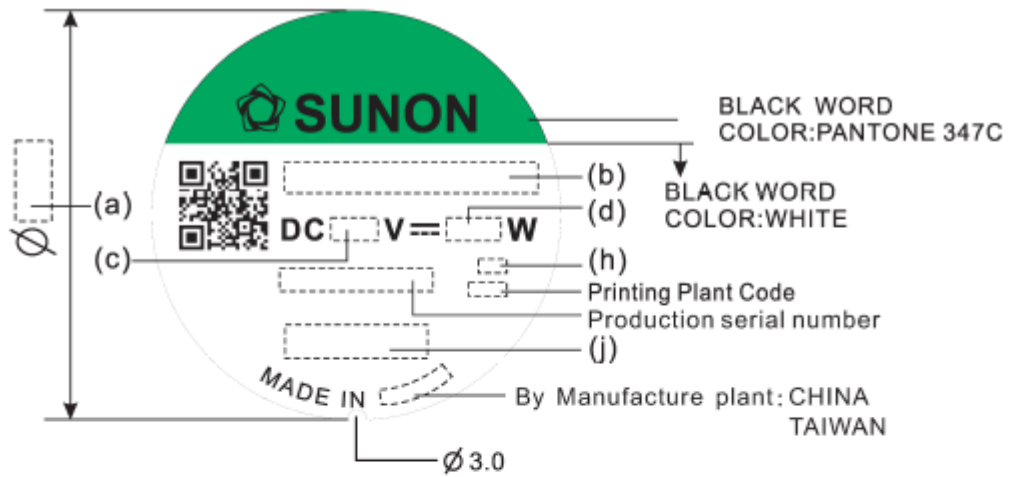 SUNON
BLACK WORD
COLOR:PANTONE 347C
BLACK WORD
COLOR:WHITE
(a)
Ø
(b)
DC V⎓ W
(d)
(c)
(h)
Printing Plant Code
Production serial number
(j)
MADE IN
By Manufacture plant: CHINA
TAIWAN
Ø3.0